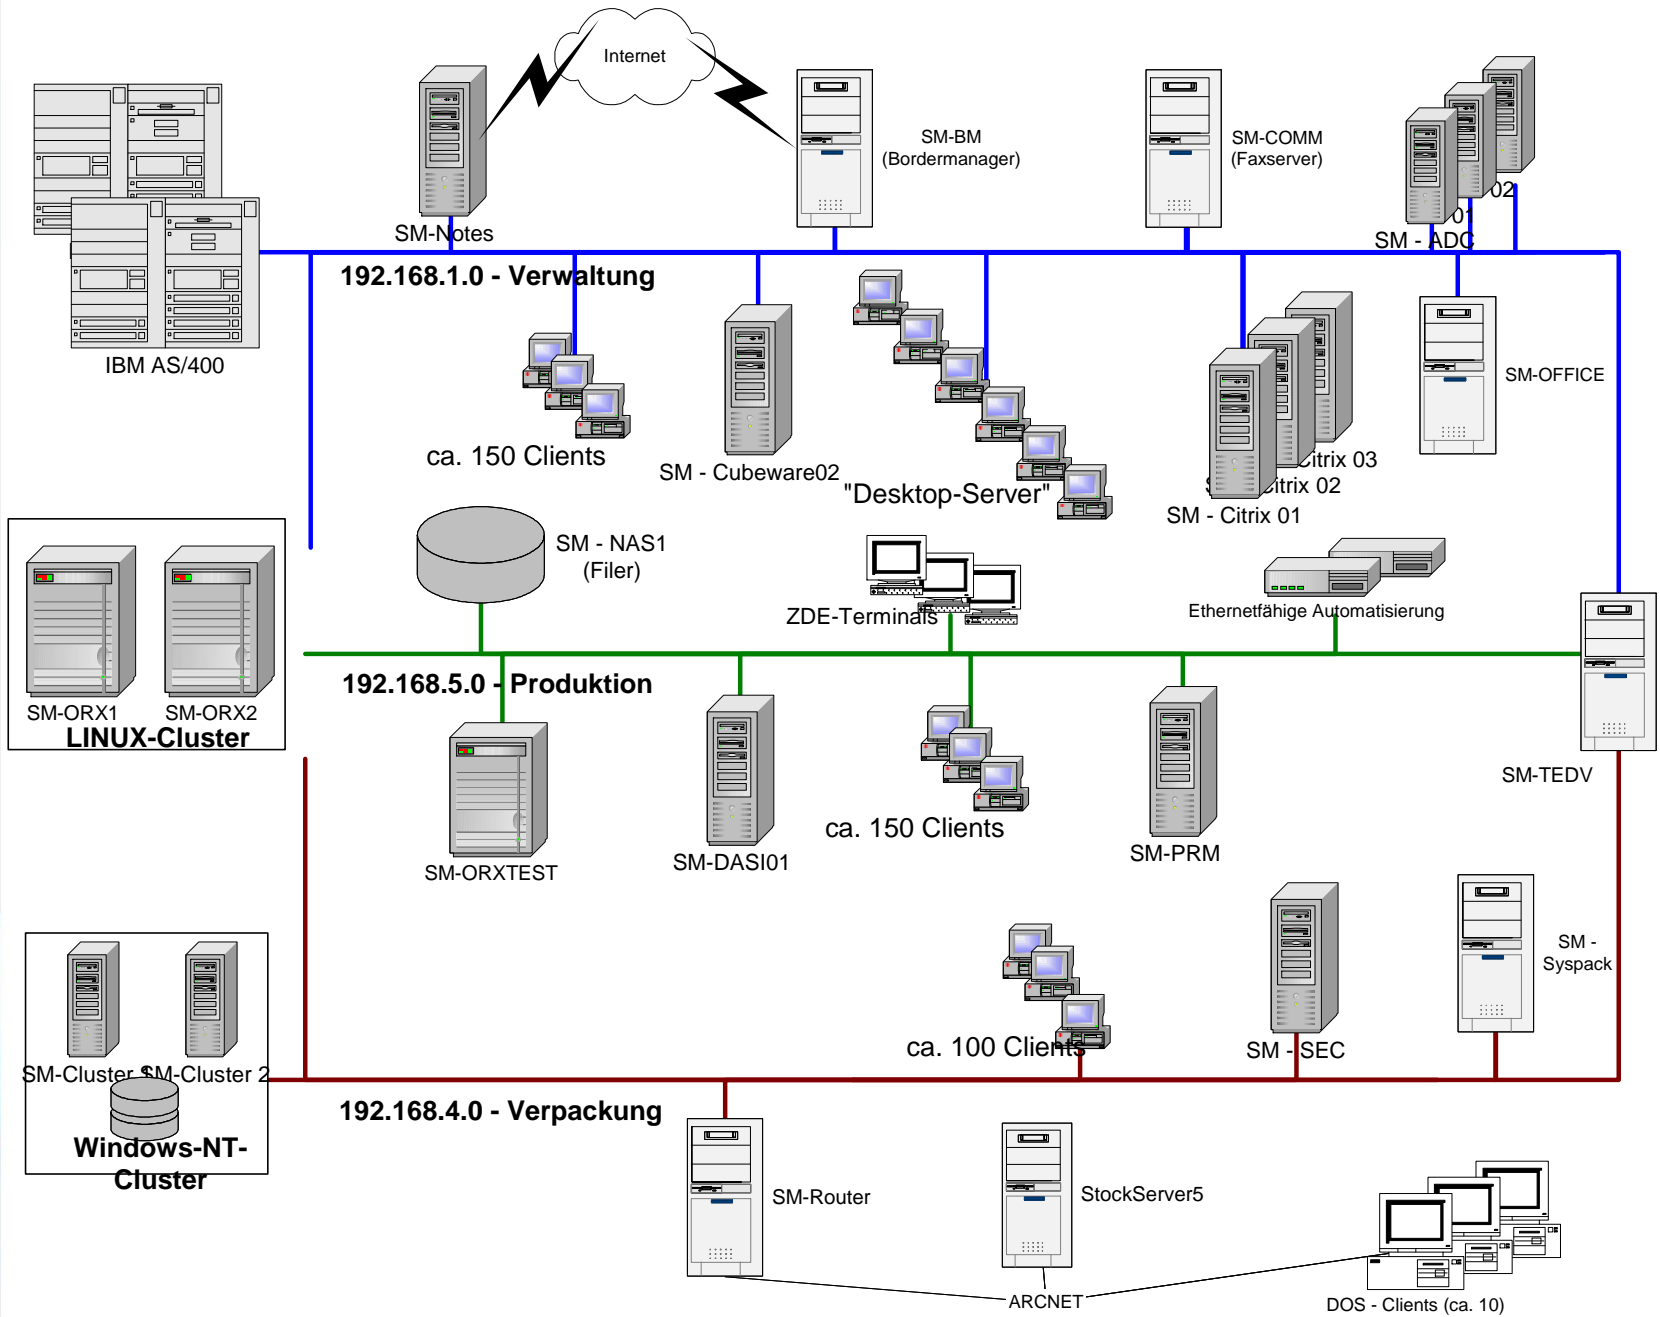 Internet
SM-BM
(Bordermanager)
SM-COMM
(Faxserver)
02
01
SM - ADC
SM-Notes
192.168.1.0 - Verwaltung
IBM AS/400
SM-OFFICE
ca. 150 Clients
SM - Cubeware02
"Desktop-Server"
Citrix 03
Citrix 02
SM - Citrix 01
SM - NAS1
(Filer)
ZDE-Terminals
Ethernetfähige Automatisierung
192.168.5.0 - Produktion
SM-ORX1
SM-ORX2
LINUX-Cluster
SM-TEDV
ca. 150 Clients
SM-PRM
SM-DASI01
SM-ORXTEST
SM -
Syspack
ca. 100 Clients
SM - SEC
SM-Cluster 1
SM-Cluster 2
192.168.4.0 - Verpackung
Windows-NT-
Cluster
SM-Router
StockServer5
ARCNET
DOS - Clients (ca. 10)